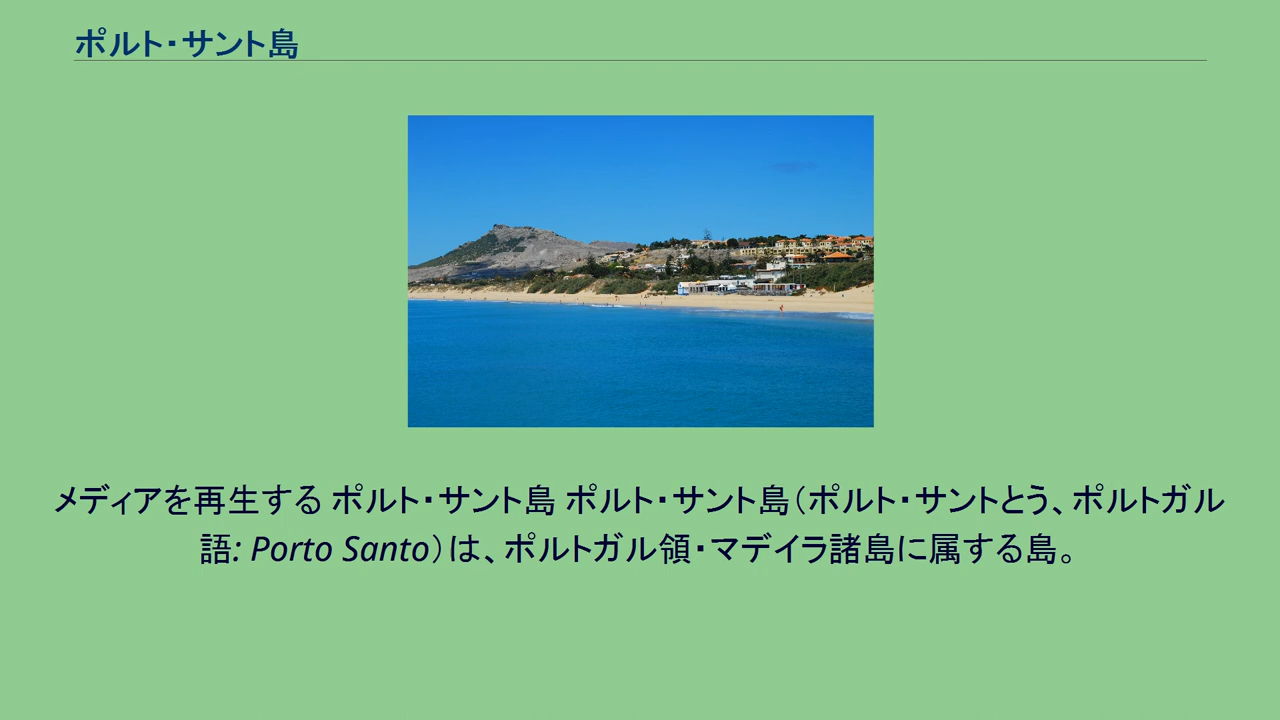 ポルト・サント島
メディアを再生する ポルト・サント島 ポルト・サント島（ポルト・サントとう、ポルトガル
語: Porto Santo）は、ポルトガル領・マデイラ諸島に属する島。